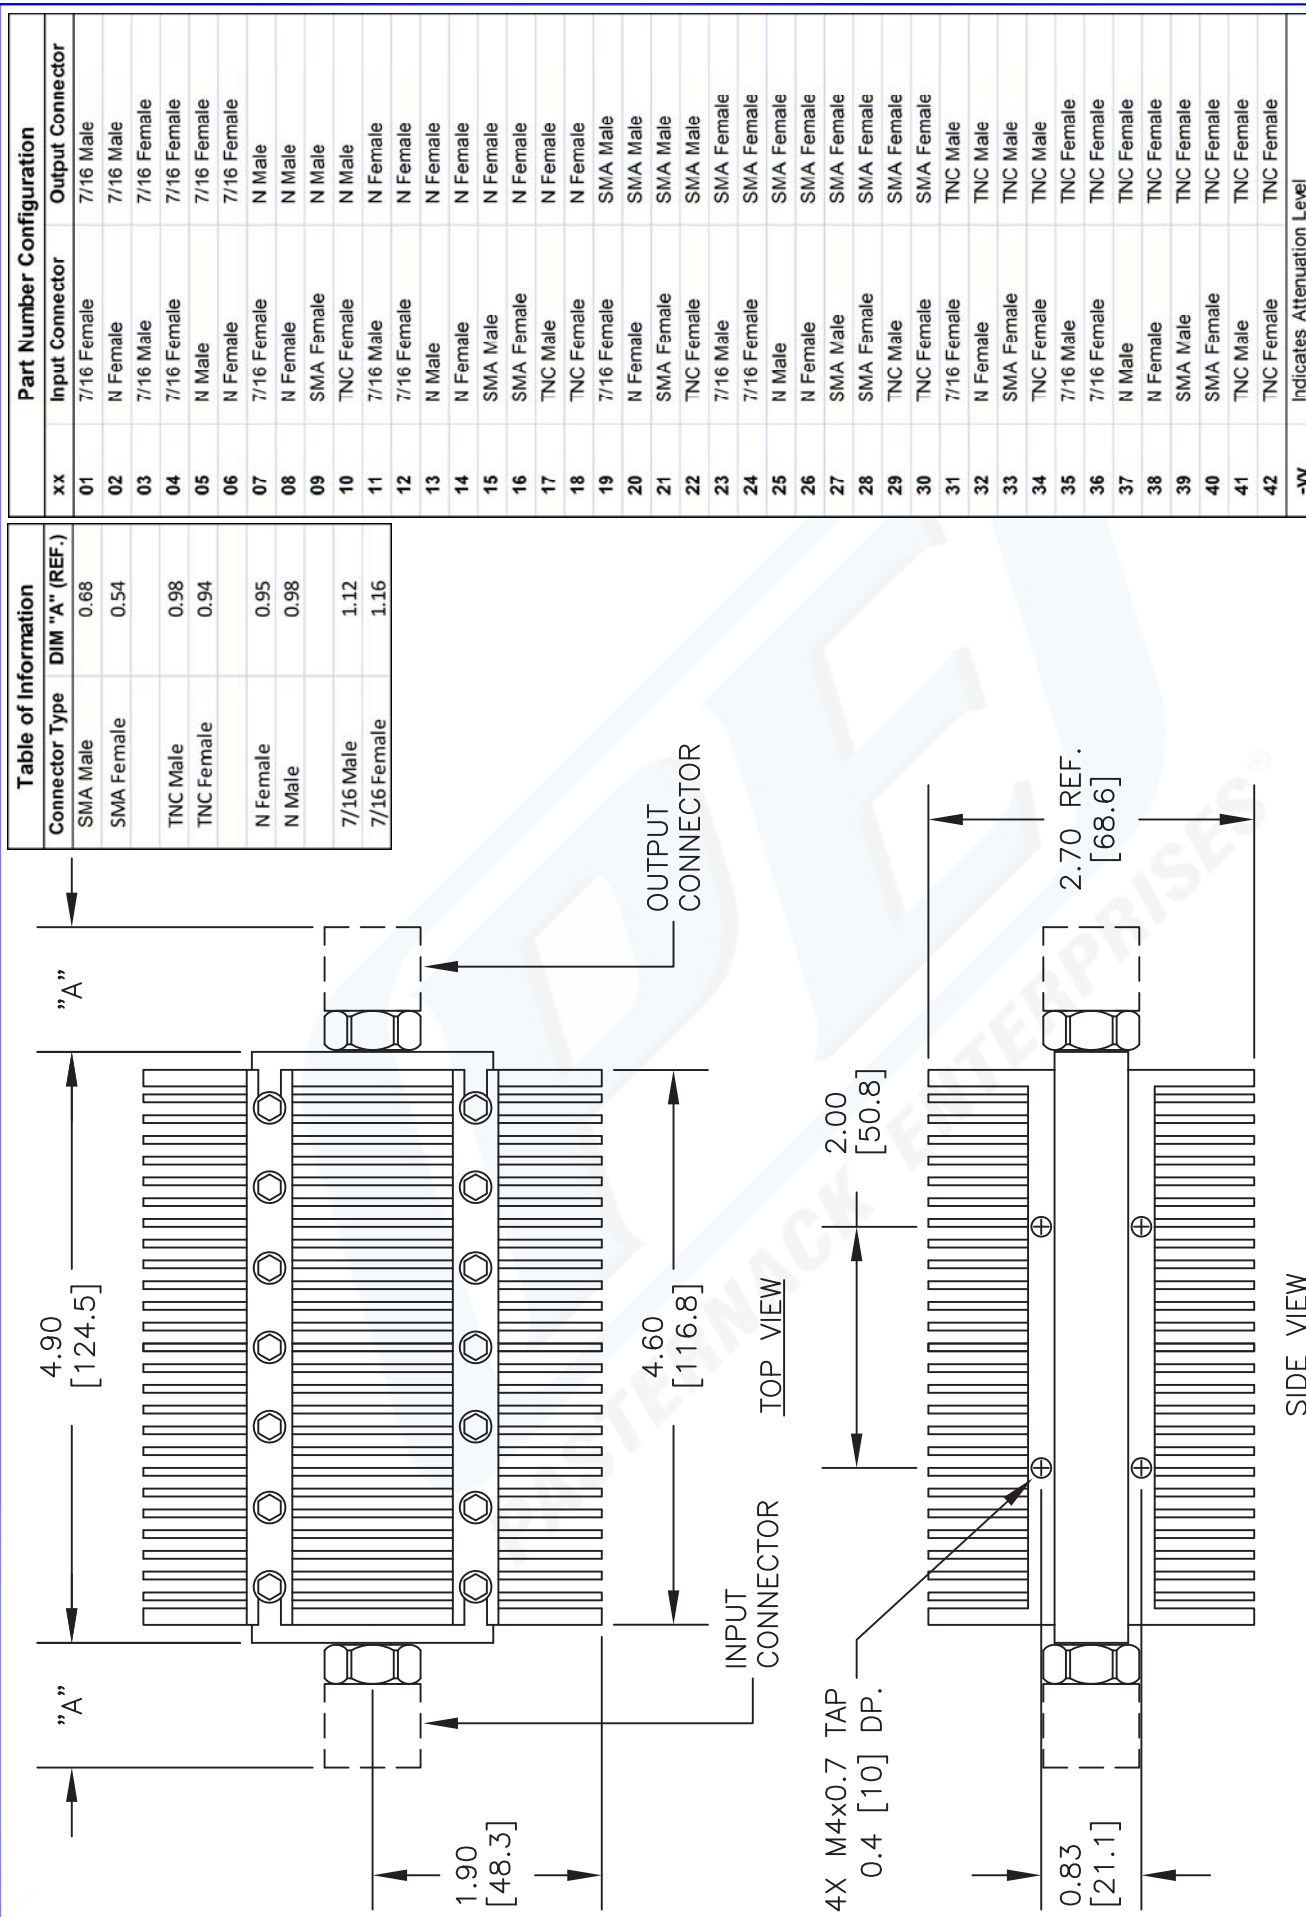 Table of Information
Connector Type DIM "A" (REF.)
SMA Male 0.68
SMA Female 0.54
TNC Male 0.98
TNC Female 0.94
N Female 0.95
N Male 0.98
7/16 Male 1.12
7/16 Female 1.16
Part Number Configuration
xx Input Connector Output Connector
01 7/16 Female 7/16 Male
02 N Female 7/16 Male
03 7/16 Male 7/16 Female
04 7/16 Female 7/16 Female
05 N Male 7/16 Female
06 N Female 7/16 Female
07 7/16 Female N Male
08 N Female N Male
09 SMA Female N Male
10 TNC Female N Male
11 7/16 Male N Female
12 7/16 Female N Female
13 N Male N Female
14 N Female N Female
15 SMA Male N Female
16 SMA Female N Female
17 TNC Male N Female
18 TNC Female N Female
19 7/16 Female SMA Male
20 N Female SMA Male
21 SMA Female SMA Male
22 TNC Female SMA Male
23 7/16 Male SMA Female
24 7/16 Female SMA Female
25 N Male SMA Female
26 N Female SMA Female
27 SMA Male SMA Female
28 SMA Female SMA Female
29 TNC Male SMA Female
30 TNC Female SMA Female
31 7/16 Female TNC Male
32 N Female TNC Male
33 SMA Female TNC Male
34 TNC Female TNC Male
35 7/16 Male TNC Female
36 7/16 Female TNC Female
37 N Male TNC Female
38 N Female TNC Female
39 SMA Male TNC Female
40 SMA Female TNC Female
41 TNC Male TNC Female
42 TNC Female TNC Female
Indicates Attenuation Level
"A"
4.90
[124.5]
"A"
1.90
[48.3]
4.60
[116.8]
OUTPUT
CONNECTOR
INPUT
CONNECTOR
TOP VIEW
4X M4x0.7 TAP
0.4 [10] DP.
2.00
[50.8]
2.70 REF.
[68.6]
0.83
[21.1]
SIDE VIEW
PASTERNACK ENTERPRISES®
PE